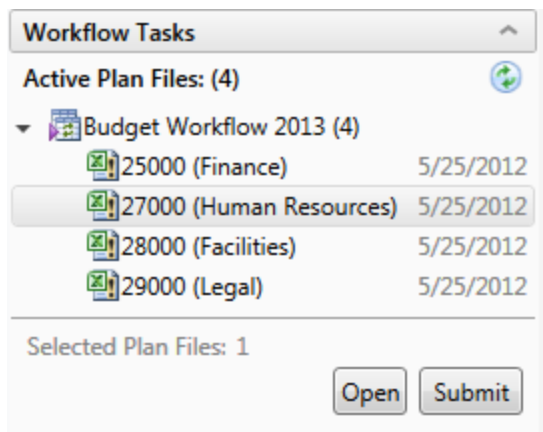 Workflow Tasks
Active Plan Files: (4)
Budget Workflow 2013 (4)
25000 (Finance) 5/25/2012
27000 (Human Resources) 5/25/2012
28000 (Facilities) 5/25/2012
29000 (Legal) 5/25/2012
Selected Plan Files: 1
Open Submit